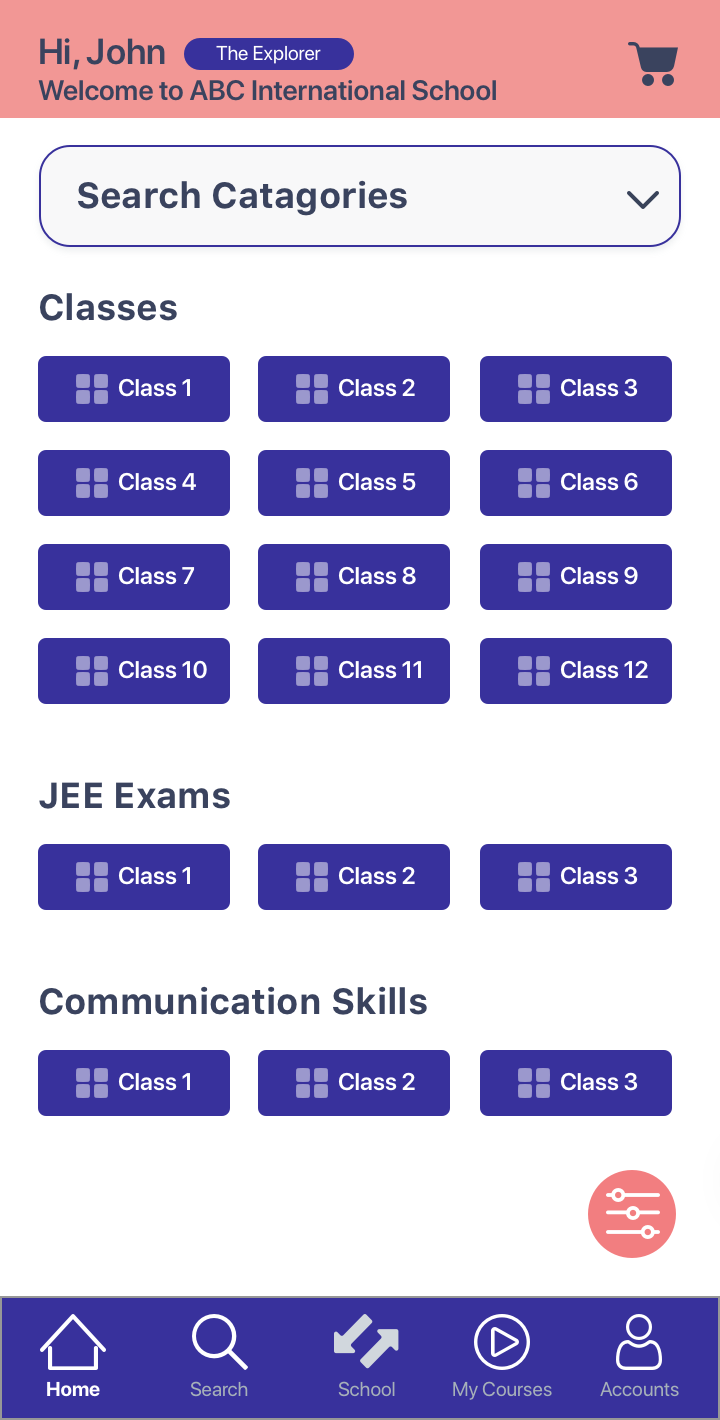 Hi, John The Explorer
Welcome to ABC International School
Search Catagories
Classes
Class 1 Class 2 Class 3
Class 4 Class 5 Class 6
Class 7 Class 8 Class 9
Class 10 Class 11 Class 12
JEE Exams
Class 1 Class 2 Class 3
Communication Skills
Class 1 Class 2 Class 3
Home Search School My Courses Accounts